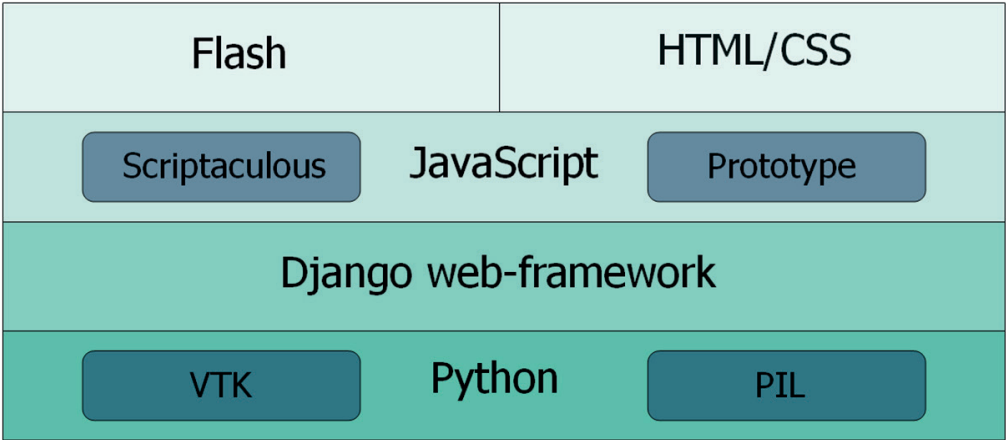 Flash
HTML/CSS
Scriptaculous
JavaScript
Prototype
Django web-framework
VTK
Python
PIL